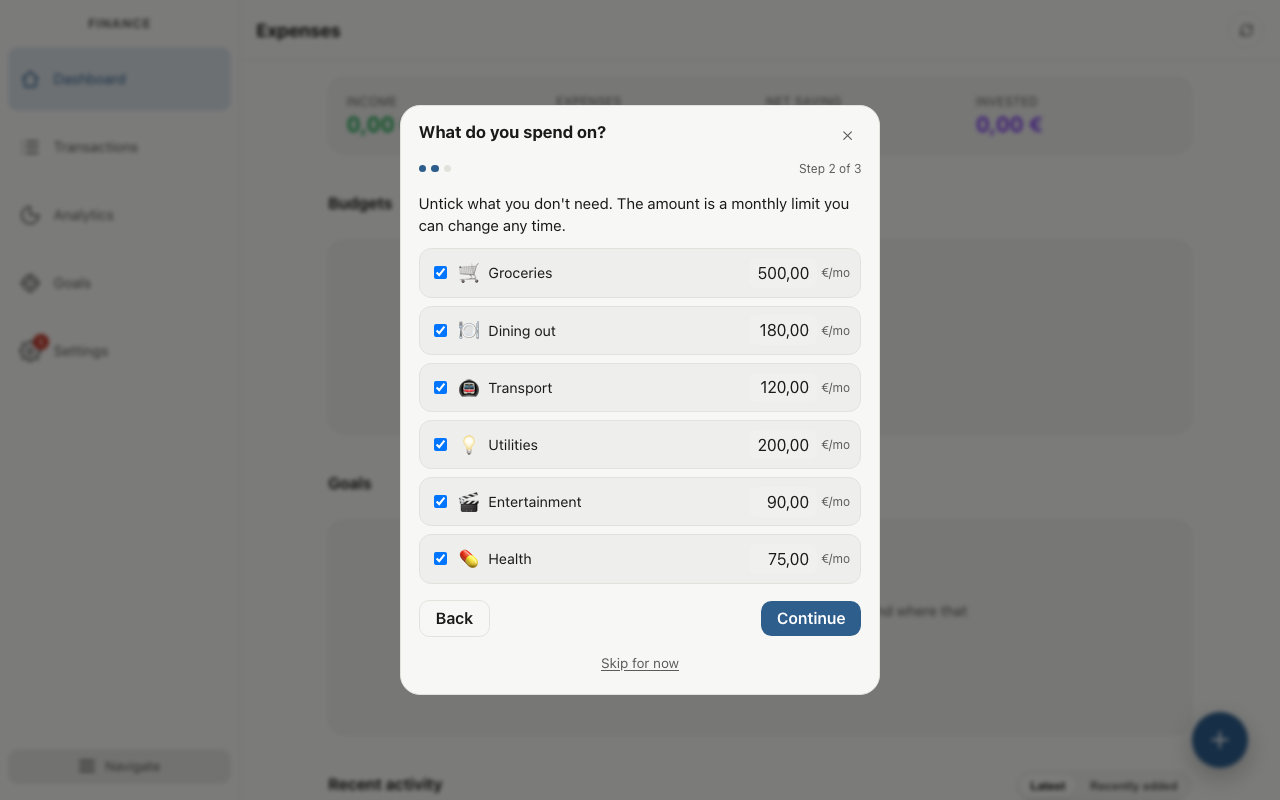 FINANCE
Dashboard
Transactions
Analytics
Goals
Settings
Navigate
Expenses
INCOME
0,00
EXPENSES
NET SAVING
INVESTED
0,00 €
Budgets
Goals
nd where that
Recent activity
Latest
Recently added
What do you spend on?
×
Step 2 of 3
Untick what you don't need. The amount is a monthly limit you
can change any time.
Groceries 500,00 €/mo
Dining out 180,00 €/mo
Transport 120,00 €/mo
Utilities 200,00 €/mo
Entertainment 90,00 €/mo
Health 75,00 €/mo
Back
Continue
Skip for now